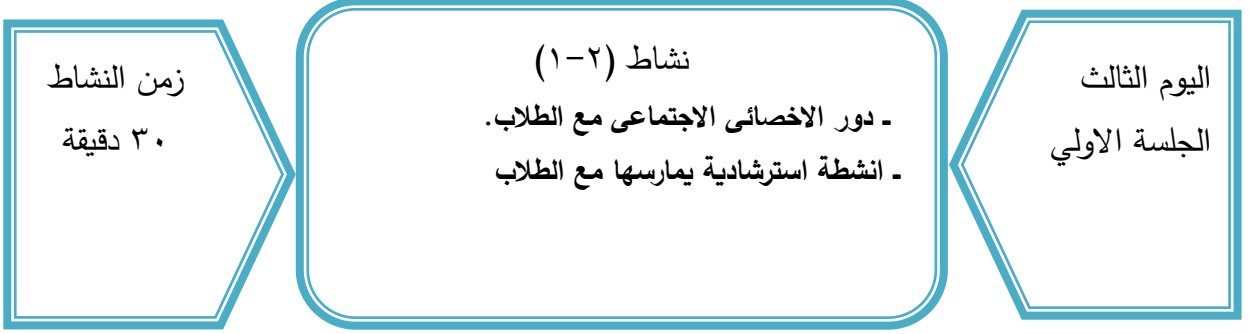 اليوم الثالث
الجلسة الاولي
نشاط (٢-١)
ـ دور الاخصائى الاجتماعى مع الطلاب.
ـ انشطة استرشادية يمارسها مع الطلاب
زمن النشاط
٣٠ دقيقة